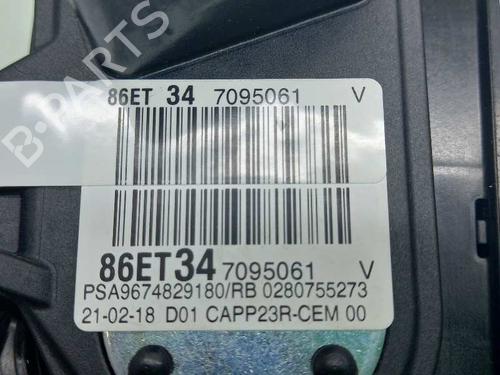 B-PARTS
86ET 34 7095061 V
86ET34 7095061 V
PSA9674829180/RB 0280755273
21-02-18 D01 CAPP23R-CEM 00